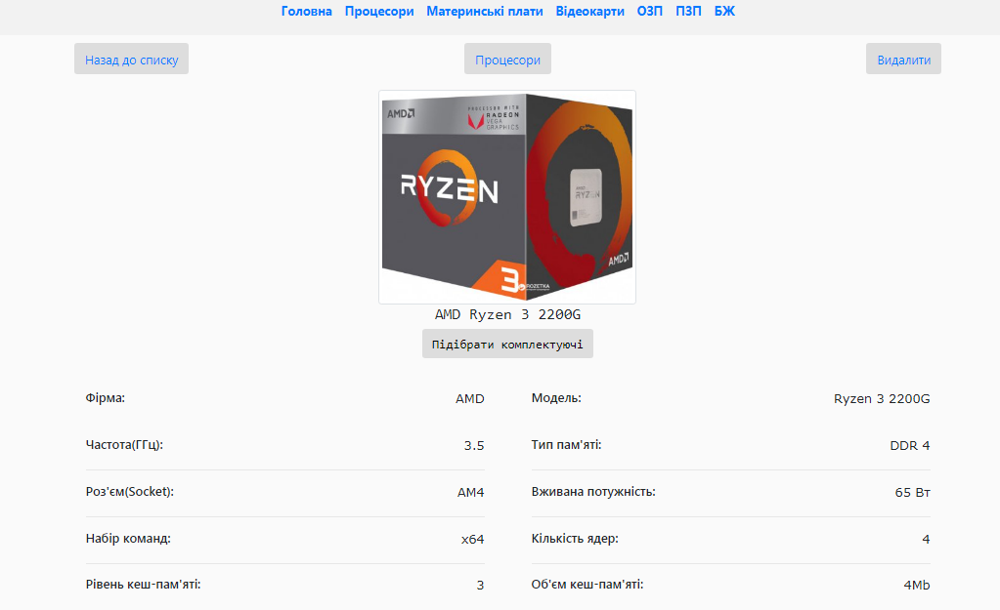 Головна Процесори Материнські плати Відеокарти ОЗП ПЗП БЖ
Назад до списку Процесори Видалити
AMD
PROCESSOR WITH
RADEON
VEGA
GRAPHICS
RYZEN
3
AMD
RYZEN
AMD
ROZETKA
AMD Ryzen 3 2200G
Підібрати комплектуючі
Фірма: AMD Модель: Ryzen 3 2200G
Частота(ГГц): 3.5 Тип пам'яті: DDR 4
Роз'єм(Socket): AM4 Вживана потужність: 65 Вт
Набір команд: x64 Кількість ядер: 4
Рівень кеш-пам'яті: 3 Об'єм кеш-пам'яті: 4Mb